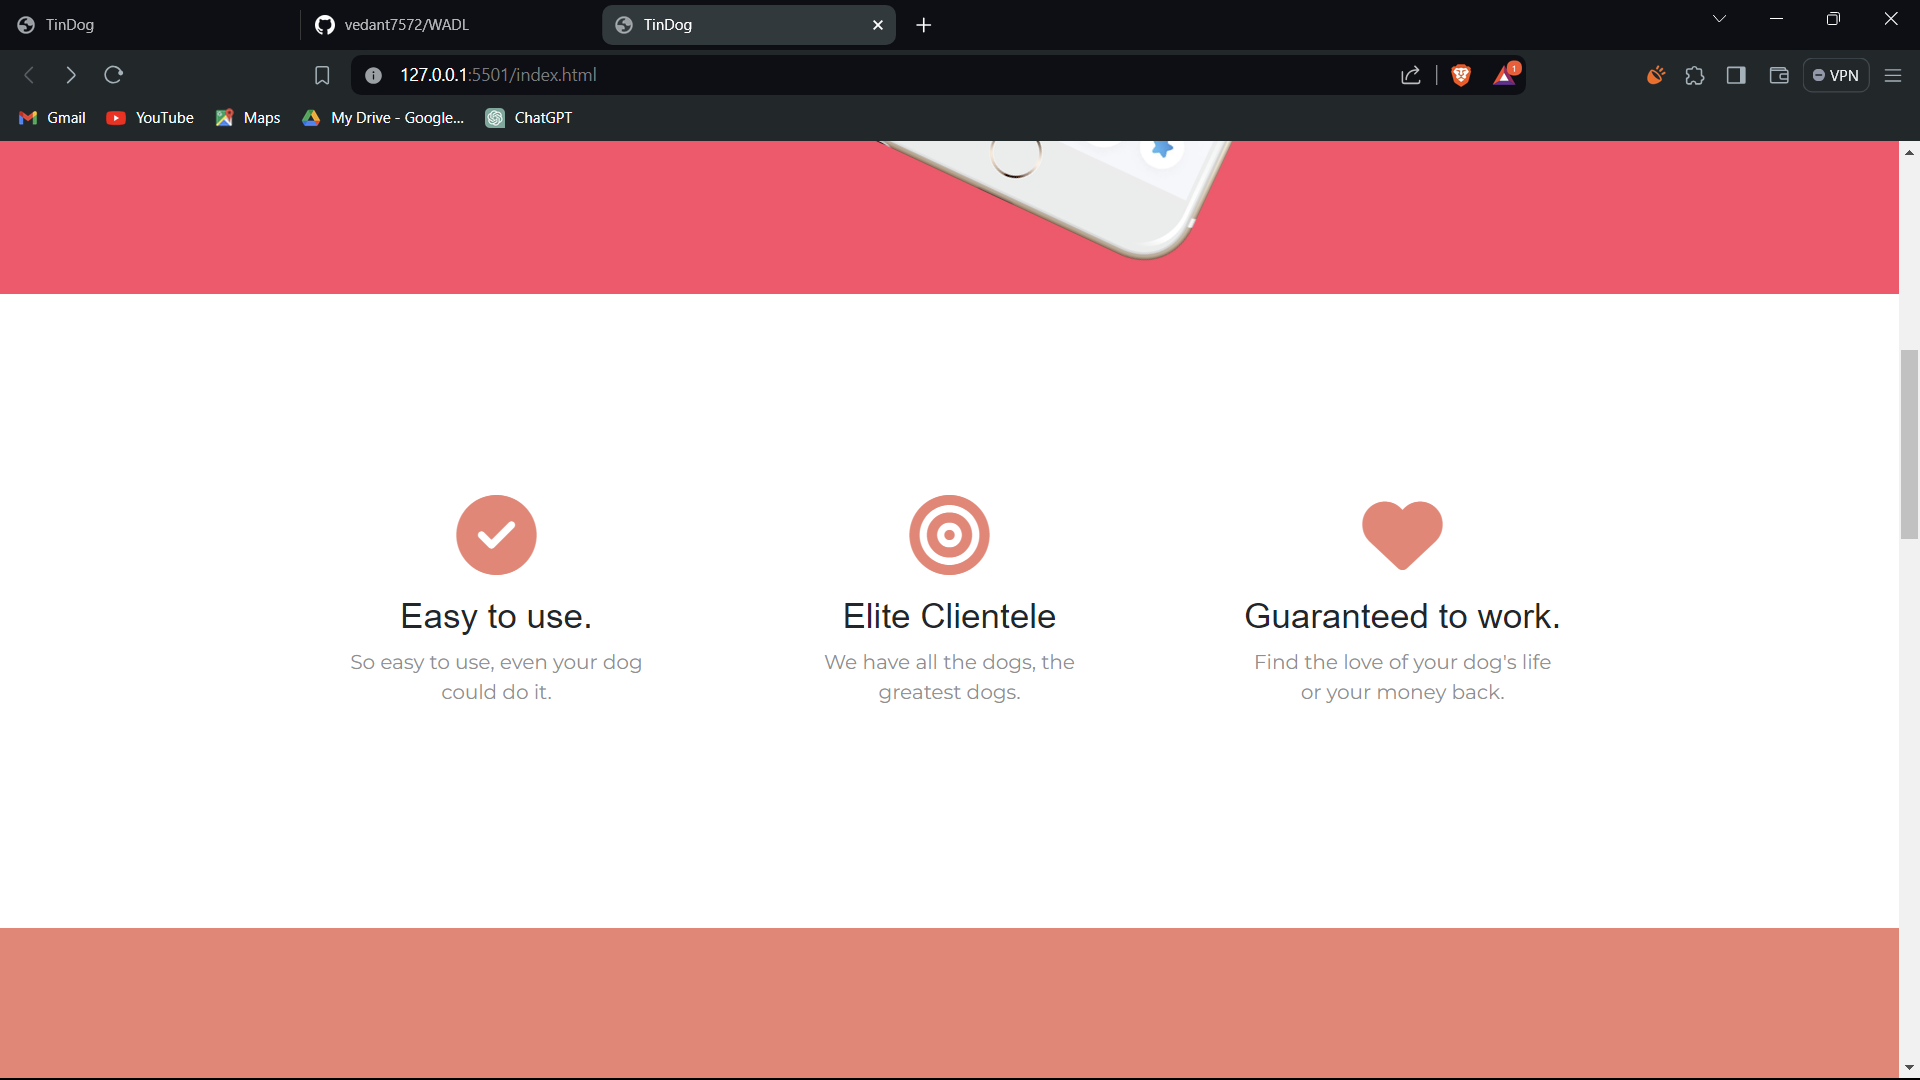 TinDog
vedant7572/WADL
TinDog
127.0.0.1:5501/index.html
1
VPN
Gmail
YouTube
Maps
My Drive - Google...
ChatGPT
Easy to use.
So easy to use, even your dog
could do it.
Elite Clientele
We have all the dogs, the
greatest dogs.
Guaranteed to work.
Find the love of your dog's life
or your money back.